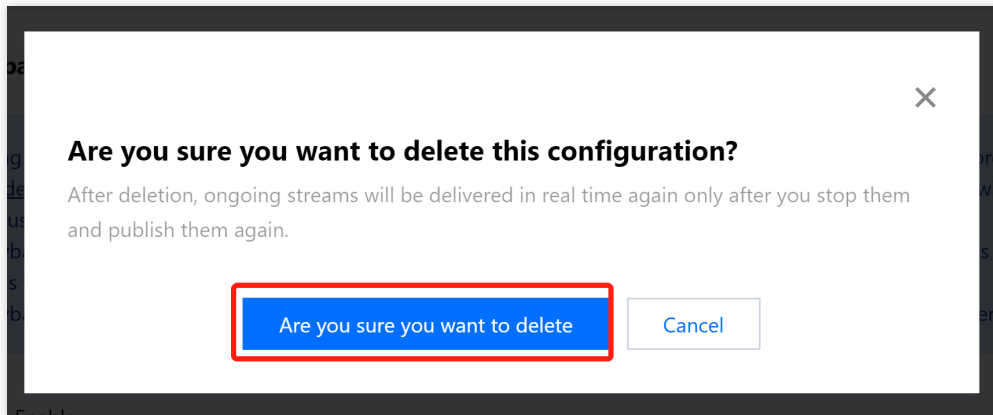 Are you sure you want to delete this configuration?
After deletion, ongoing streams will be delivered in real time again only after you stop them
and publish them again.
Are you sure you want to delete
Cancel